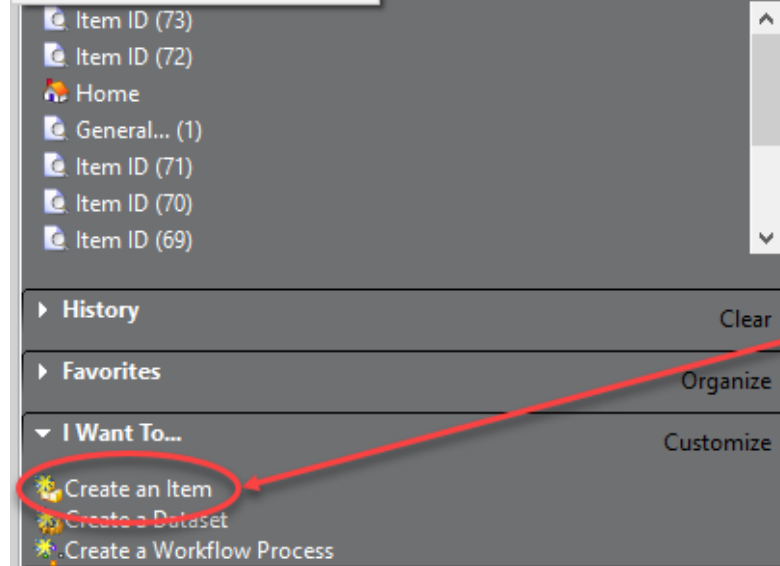 Item ID (73)
Item ID (72)
Home
General... (1)
Item ID (71)
Item ID (70)
Item ID (69)
History
Clear
Favorites
Organize
I Want To...
Customize
Create an Item
Create a Dataset
Create a Workflow Process